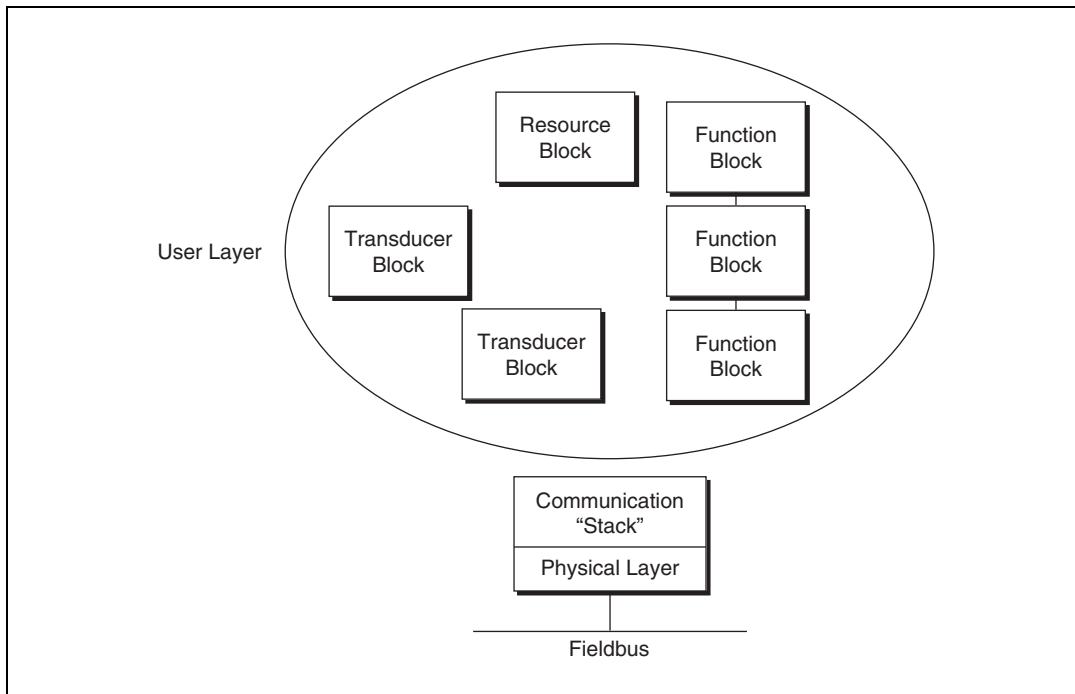 Resource
Block
Function
Block
User Layer
Transducer
Block
Function
Block
Transducer
Block
Function
Block
Communication
“Stack”
Physical Layer
Fieldbus